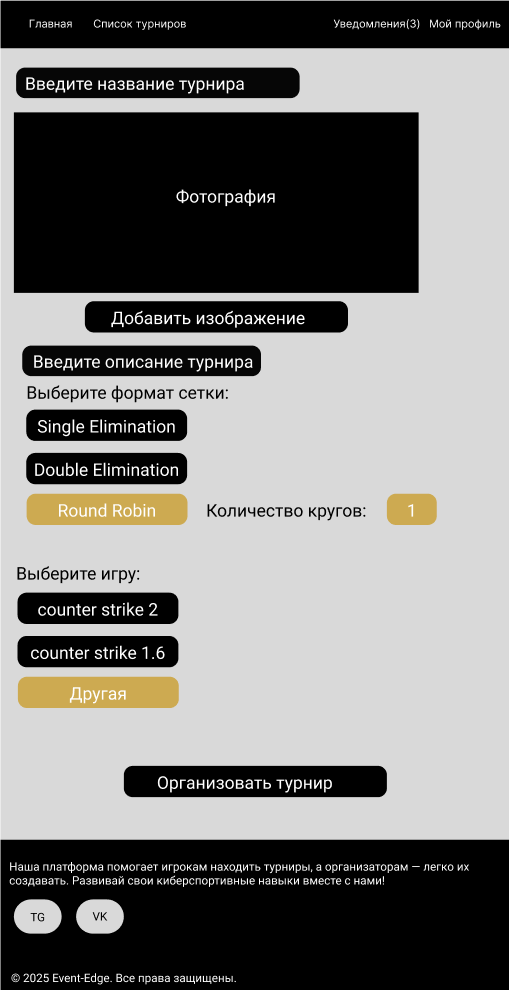 Главная Список турниров Уведомления(3) Мой профиль
Введите название турнира
Фотография
Добавить изображение
Введите описание турнира
Выберите формат сетки:
Single Elimination
Double Elimination
Round Robin Количество кругов: 1
Выберите игру:
counter strike 2
counter strike 1.6
Другая
Организовать турнир
Наша платформа помогает игрокам находить турниры, а организаторам — легко их
создавать. Развивай свои киберспортивные навыки вместе с нами!
TG VK
© 2025 Event-Edge. Все права защищены.